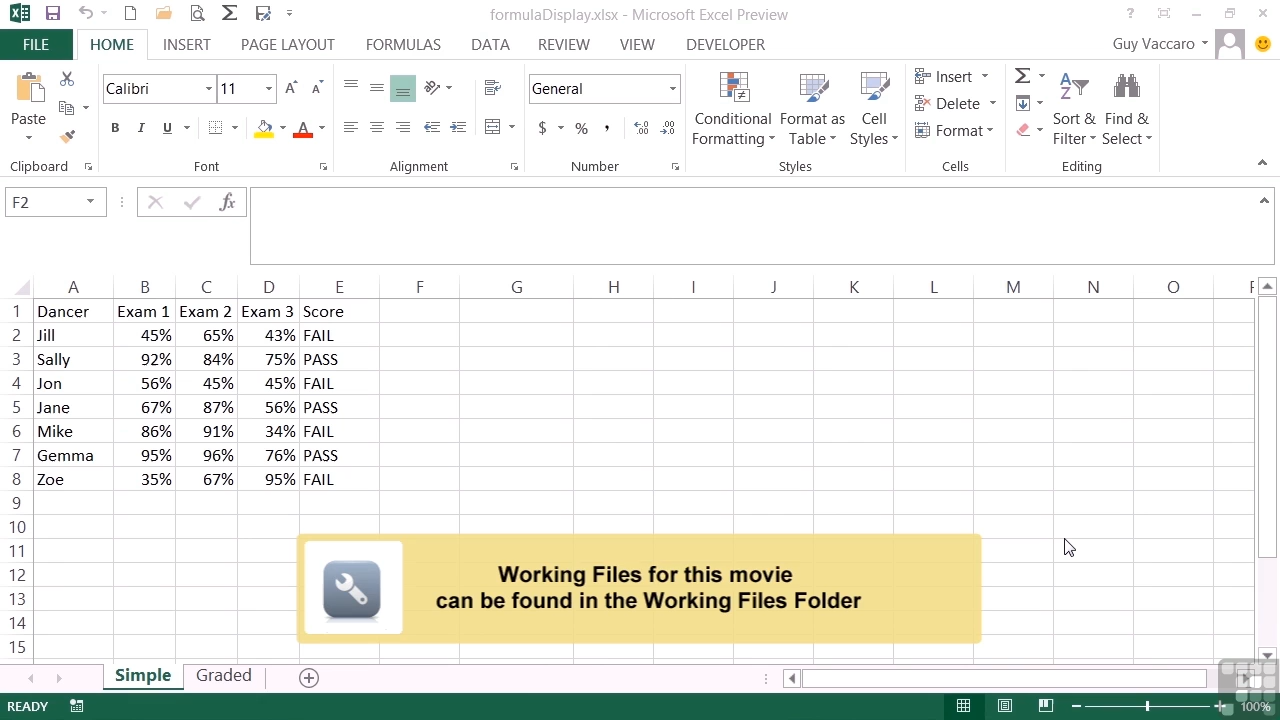 formulaDisplay.xlsx - Microsoft Excel Preview
FILE HOME INSERT PAGE LAYOUT FORMULAS DATA REVIEW VIEW DEVELOPER Guy Vaccaro
Paste
Clipboard
Calibri 11
B I U A
Font
Alignment
General
$ % ,
Number
Conditional Formatting
Format as Table
Cell Styles
Styles
Insert
Delete
Format
Cells
Sort & Filter
Find & Select
Editing
F2 fx
A B C D E F G H I J K L M N O
1 Dancer Exam 1 Exam 2 Exam 3 Score
2 Jill 45% 65% 43% FAIL
3 Sally 92% 84% 75% PASS
4 Jon 56% 45% 45% FAIL
5 Jane 67% 87% 56% PASS
6 Mike 86% 91% 34% FAIL
7 Gemma 95% 96% 76% PASS
8 Zoe 35% 67% 95% FAIL
9
10
11
12
13
14
15
Working Files for this movie
can be found in the Working Files Folder
Simple Graded
READY 100%